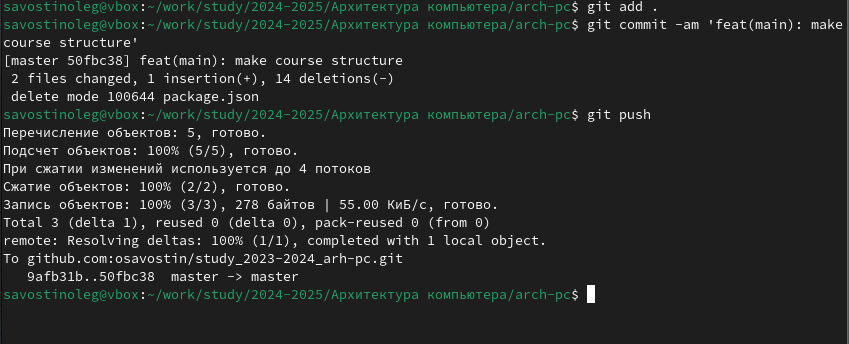 savostinoleg@vbox:~/work/study/2024-2025/Архитектура компьютера/arch-pc$ git add .
savostinoleg@vbox:~/work/study/2024-2025/Архитектура компьютера/arch-pc$ git commit -am 'feat(main): make
course structure'
[master 50fbc38] feat(main): make course structure
 2 files changed, 1 insertion(+), 14 deletions(-)
 delete mode 100644 package.json
savostinoleg@vbox:~/work/study/2024-2025/Архитектура компьютера/arch-pc$ git push
Перечисление объектов: 5, готово.
Подсчет объектов: 100% (5/5), готово.
При сжатии изменений используется до 4 потоков
Сжатие объектов: 100% (2/2), готово.
Запись объектов: 100% (3/3), 278 байтов | 55.00 КиБ/с, готово.
Total 3 (delta 1), reused 0 (delta 0), pack-reused 0 (from 0)
remote: Resolving deltas: 100% (1/1), completed with 1 local object.
To github.com:osavostin/study_2023-2024_arh-pc.git
   9afb31b..50fbc38  master -> master
savostinoleg@vbox:~/work/study/2024-2025/Архитектура компьютера/arch-pc$